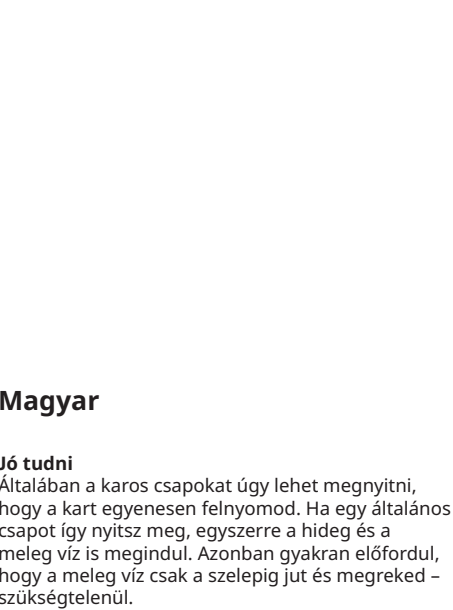 Magyar
Jó tudni
Általában a karos csapokat úgy lehet megnyitni,
hogy a kart egyenesen felnyomod. Ha egy általános
csapot így nyitsz meg, egyszerre a hideg és a
meleg víz is megindul. Azonban gyakran előfordul,
hogy a meleg víz csak a szelepig jut és megreked –
szükségtelenül.